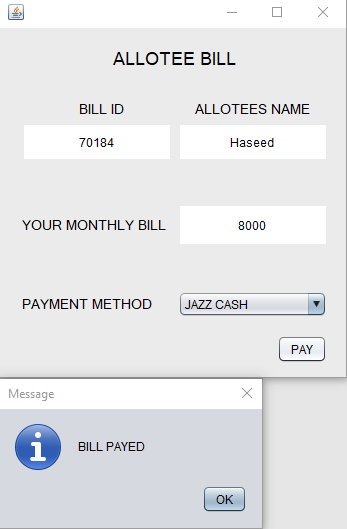 ALLOTEE BILL
BILL ID ALLOTEES NAME
70184 Haseed
YOUR MONTHLY BILL 8000
PAYMENT METHOD JAZZ CASH
PAY
Message
BILL PAYED
OK